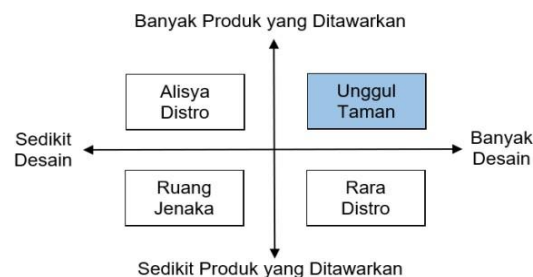 Banyak Produk yang Ditawarkan
Alisya
Distro
Unggul
Taman
Sedikit
Desain
Banyak
Desain
Ruang
Jenaka
Rara
Distro
Sedikit Produk yang Ditawarkan